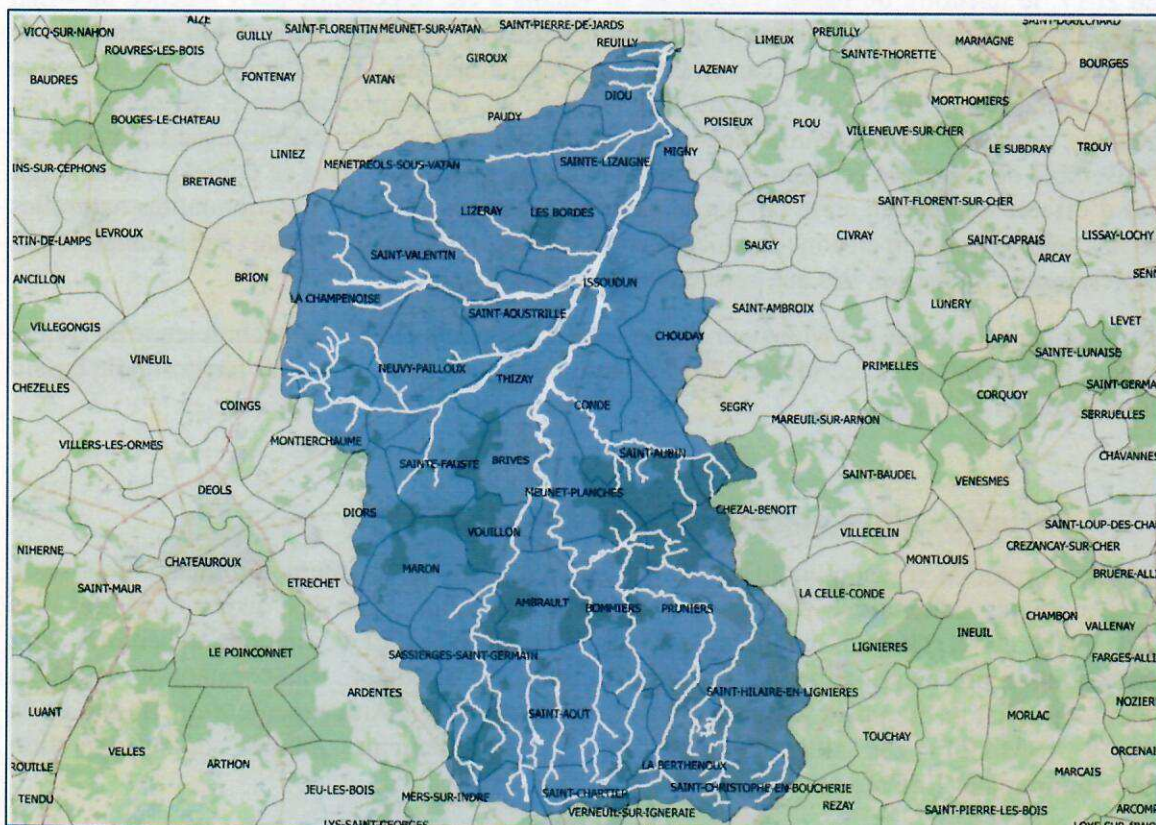 AIZE
SAINT-FLORENTIN
MEUNET-SUR-VATAN
SAINT-PIERRE-DE-JARDS
VICQ-SUR-NAHON
GUILLY
REUILLY
LIMEUX
PREUILLY
MARMAGNE
ROUVRES-LES-BOIS
GIROUX
SAINTE-THORETTE
BOURGES
BAUDRES
FONTENAY
VATAN
LAZENAY
DIOU
MORTHOMIERS
BOUGES-LE-CHATEAU
PAUDY
POISIEUX
PLOU
VILLENEUVE-SUR-CHER
LINIEZ
MIGNY
LE SUBDRAY
TROUY
INS-SUR-CEPHONS
MENETREOLS-SOUS-VATAN
SAINTE-LIZAIGNE
BRETAGNE
CHAROST
SAINT-FLORENT-SUR-CHER
LIZERAY
LES BORDES
LEVROUX
CIVRAY
SAINT-CAPRAIS
LISSAY-LOCHY
RTIN-DE-LAMPS
SAUGY
SAINT-VALENTIN
ARCAY
ANCILLON
BRION
ISSOUDUN
SENN
LA CHAMPENOISE
SAINT-AMBROIX
LUNERY
VILLEGONGIS
SAINT-AOUSTRILLE
LEVET
CHOUDAY
LAPAN
VINEUIL
SAINTE-LUNAISE
NEUVY-PAILLOUX
PRIMELLES
CHEZELLES
THIZAY
SAINT-GERMA
CORQUOY
COINGS
CONDE
SEGRY
SERRUELLES
MAREUIL-SUR-ARNON
MONTIERCHAUME
VILLERS-LES-ORMES
SAINT-AUBIN
CHAVANNES
BRIVES
SAINTE-FAUSTE
SAINT-BAUDEL
VENESMES
DEOLS
MEUNET-PLANCHES
DIORS
CHEZAL-BENOIT
SAINT-LOUP-DES-CHA
VOUILLON
VILLECELIN
NIHERNE
CREZANCAY-SUR-CHER
CHATEAUROUX
MONTLOUIS
MARON
BRUERE-ALLI
ETRECHET
SAINT-MAUR
LA CELLE-CONDE
AMBRAULT
BOMMIERS
PRUNIERS
CHAMBON
VALLENAY
INEUIL
LE POINCONNET
LIGNIERES
SASSIERGES-SAINT-GERMAIN
FARGES-ALLI
ARDENTES
SAINT-HILAIRE-EN-LIGNIERES
NOZIERE
LUANT
SAINT-AOUT
MORLAC
TOUCHAY
VELLES
ORCENAI
ARTHON
LA BERTHENOUX
ROUILLE
MARCAIS
JEU-LES-BOIS
SAINT-CHARTIER
SAINT-CHRISTOPHE-EN-BOUCHERIE
TENDU
MERS-SUR-INDRE
REZAY
VERNEUIL-SUR-IGNERAIE
SAINT-PIERRE-LES-BOIS
ARCOMP